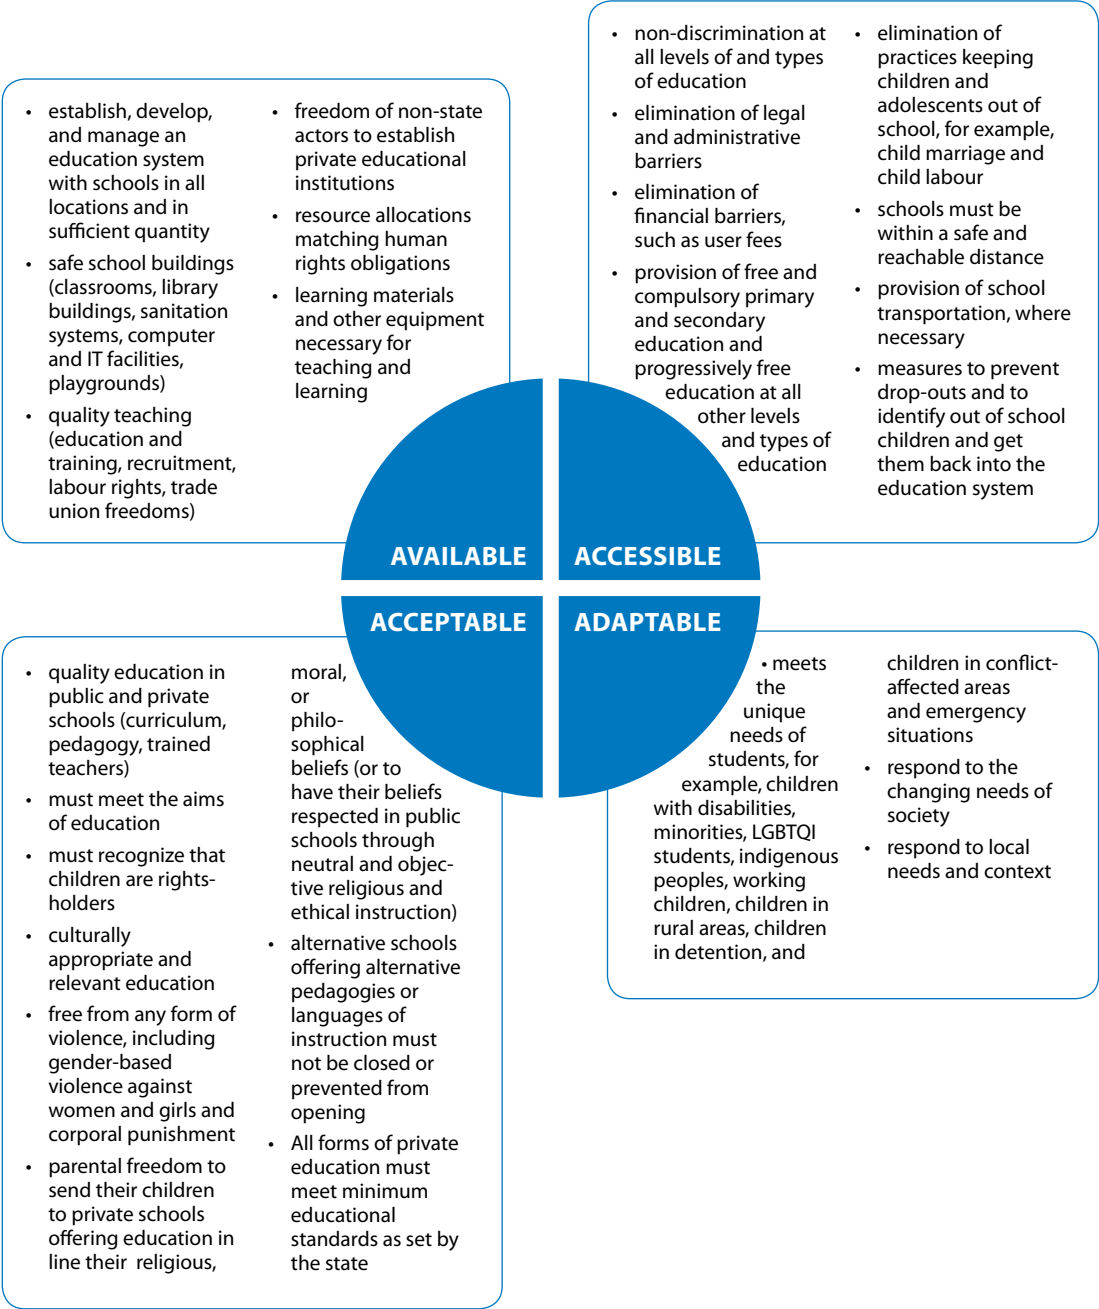 • establish, develop,
and manage an
education system
with schools in all
locations and in
sufficient quantity
• safe school buildings
(classrooms, library
buildings, sanitation
systems, computer
and IT facilities,
playgrounds)
• quality teaching
(education and
training, recruitment,
labour rights, trade
union freedoms)
• freedom of non-state
actors to establish
private educational
institutions
• resource allocations
matching human
rights obligations
• learning materials
and other equipment
necessary for
teaching and
learning
AVAILABLE
• non-discrimination at
all levels of and types
of education
• elimination of legal
and administrative
barriers
• elimination of
financial barriers,
such as user fees
• provision of free and
compulsory primary
and secondary
education and
progressively free
education at all
other levels
and types of
education
• elimination of
practices keeping
children and
adolescents out of
school, for example,
child marriage and
child labour
• schools must be
within a safe and
reachable distance
• provision of school
transportation, where
necessary
• measures to prevent
drop-outs and to
identify out of school
children and get
them back into the
education system
ACCESSIBLE
ACCEPTABLE
• quality education in
public and private
schools (curriculum,
pedagogy, trained
teachers)
• must meet the aims
of education
• must recognize that
children are rights-
holders
• culturally
appropriate and
relevant education
• free from any form of
violence, including
gender-based
violence against
women and girls and
corporal punishment
• parental freedom to
send their children
to private schools
offering education in
line their religious,
moral,
or
philo-
sophical
beliefs (or to
have their beliefs
respected in public
schools through
neutral and objec-
tive religious and
ethical instruction)
• alternative schools
offering alternative
pedagogies or
languages of
instruction must
not be closed or
prevented from
opening
• All forms of private
education must
meet minimum
educational
standards as set by
the state
ADAPTABLE
• meets
the
unique
needs of
students, for
example, children
with disabilities,
minorities, LGBTQI
students, indigenous
peoples, working
children, children in
rural areas, children
in detention, and
children in conflict-
affected areas
and emergency
situations
• respond to the
changing needs of
society
• respond to local
needs and context